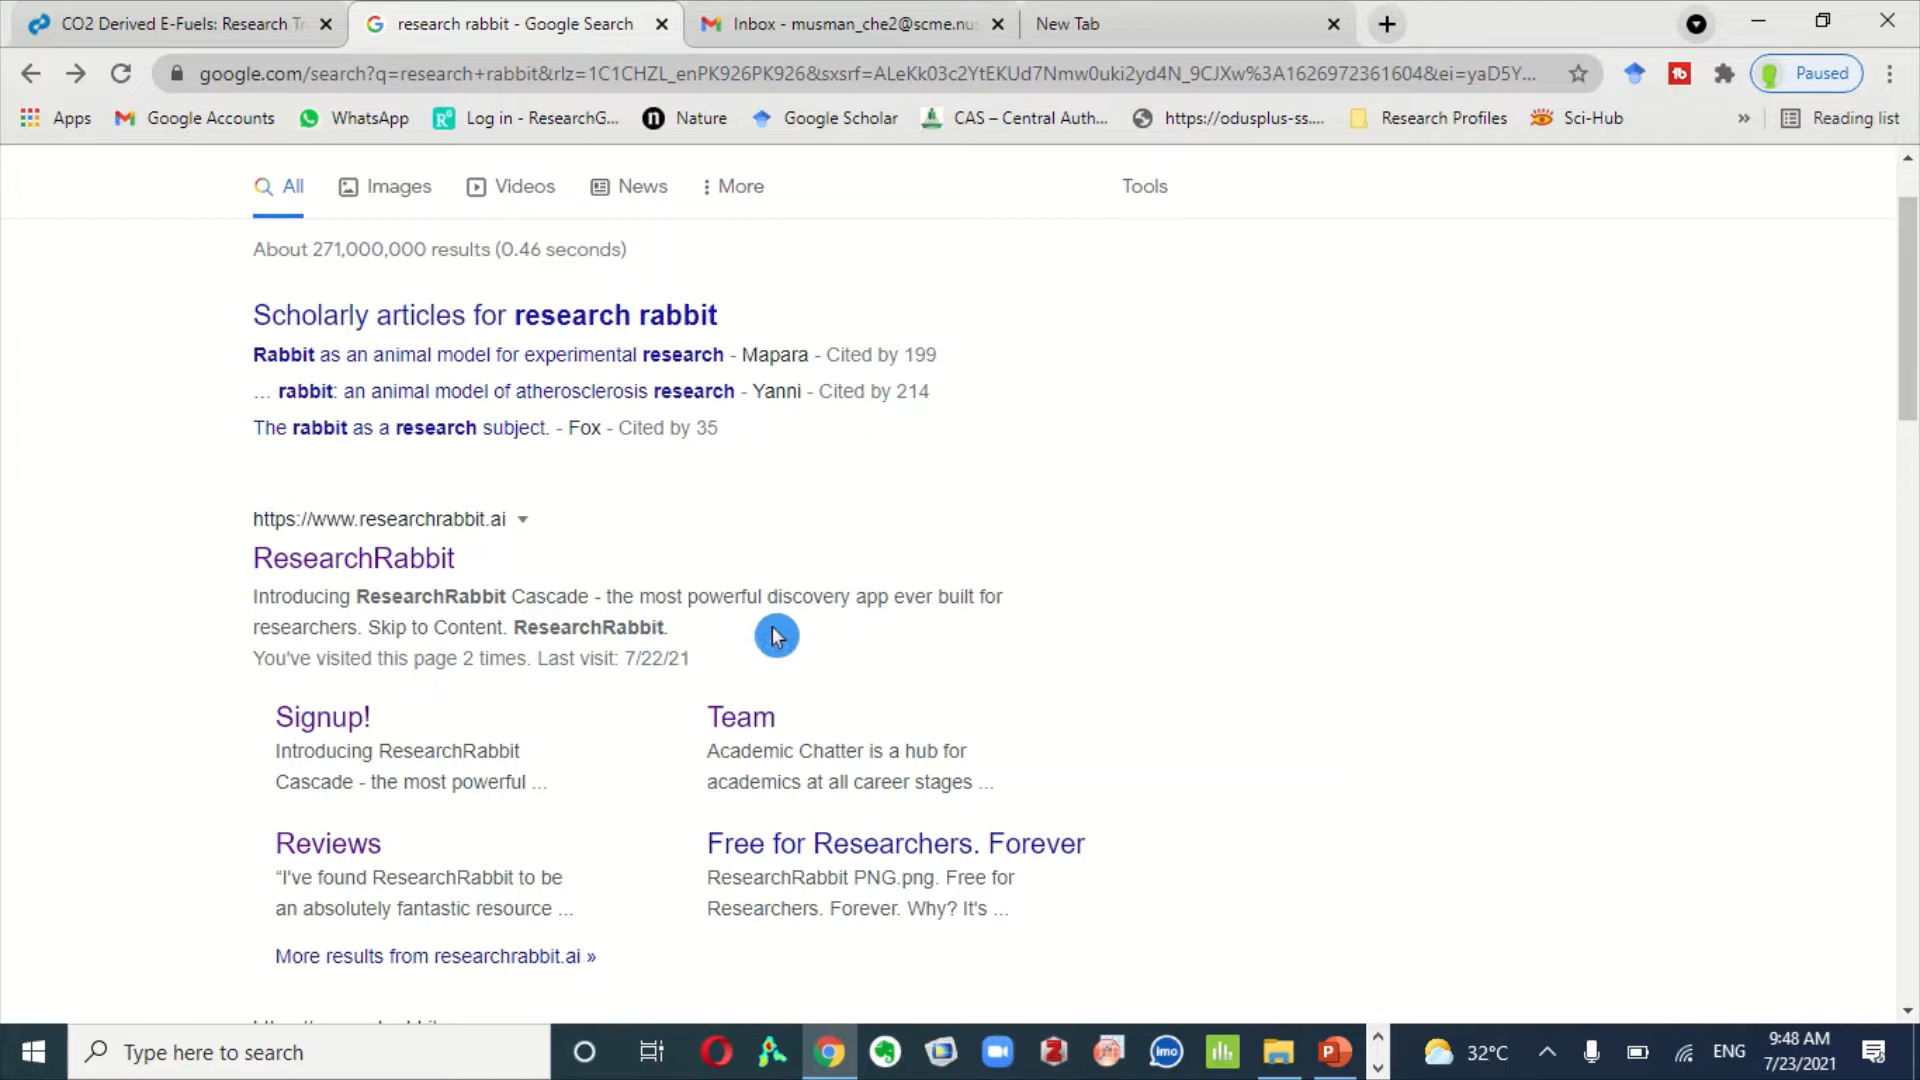 CO2 Derived E-Fuels: Research Tr
research rabbit - Google Search
Inbox - musman_che2@scme.nus
New Tab
google.com/search?q=research+rabbit&rlz=1C1CHZL_enPK926PK926&sxsrf=ALeKk03c2YtEKUd7Nmw0uki2yd4N_9CJXw%3A1626972361604&ei=yaD5Y...
Paused
Apps
Google Accounts
WhatsApp
Log in - ResearchG...
Nature
Google Scholar
CAS – Central Auth...
https://odusplus-ss....
Research Profiles
Sci-Hub
»
Reading list
All
Images
Videos
News
More
Tools
About 271,000,000 results (0.46 seconds)
Scholarly articles for research rabbit
Rabbit as an animal model for experimental research - Mapara - Cited by 199
... rabbit: an animal model of atherosclerosis research - Yanni - Cited by 214
The rabbit as a research subject. - Fox - Cited by 35
https://www.researchrabbit.ai
ResearchRabbit
Introducing ResearchRabbit Cascade - the most powerful discovery app ever built for
researchers. Skip to Content. ResearchRabbit.
You've visited this page 2 times. Last visit: 7/22/21
Signup!
Introducing ResearchRabbit
Cascade - the most powerful ...
Team
Academic Chatter is a hub for
academics at all career stages ...
Reviews
“I've found ResearchRabbit to be
an absolutely fantastic resource ...
Free for Researchers. Forever
ResearchRabbit PNG.png. Free for
Researchers. Forever. Why? It's ...
More results from researchrabbit.ai »
Type here to search
imo
32°C
ENG
9:48 AM
7/23/2021